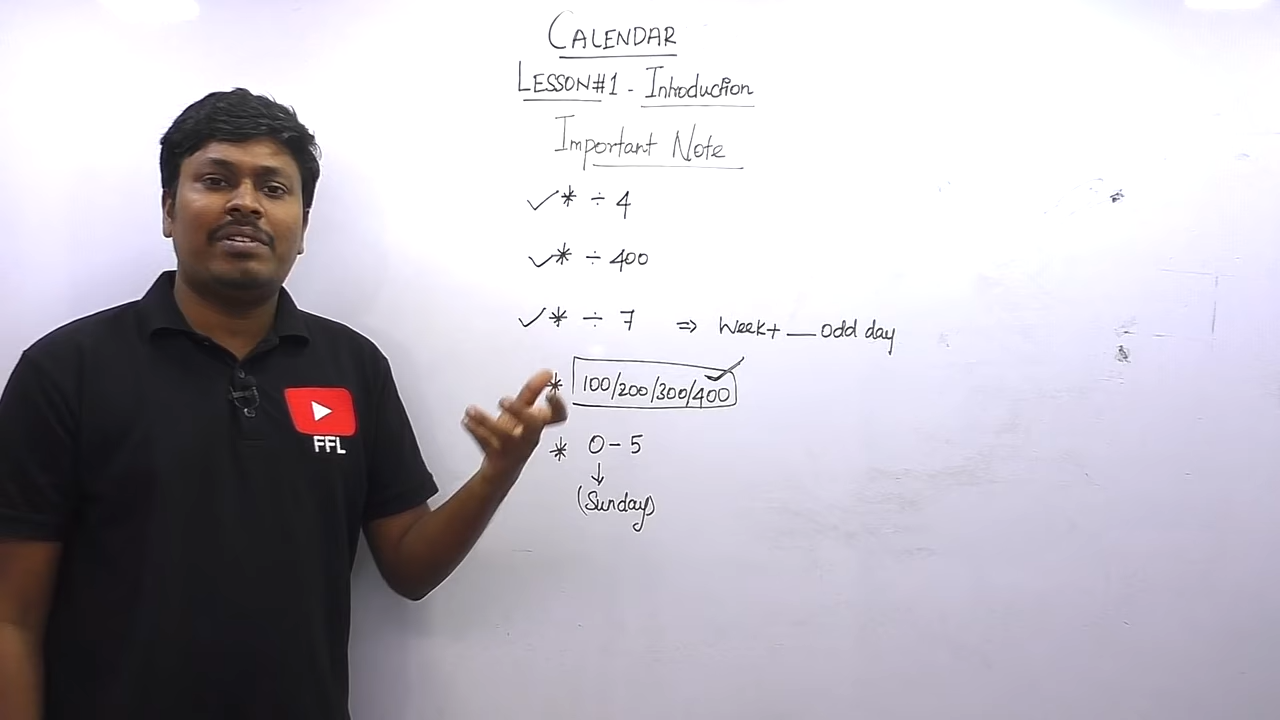 CALENDAR
LESSON#1 - Introduction
Important Note
✓* ÷ 4
✓* ÷ 400
✓* ÷ 7 ⇒ Week+ __ odd day
* 100/200/300/400 ✓
* 0-5
↓
(Sunday)
FFL